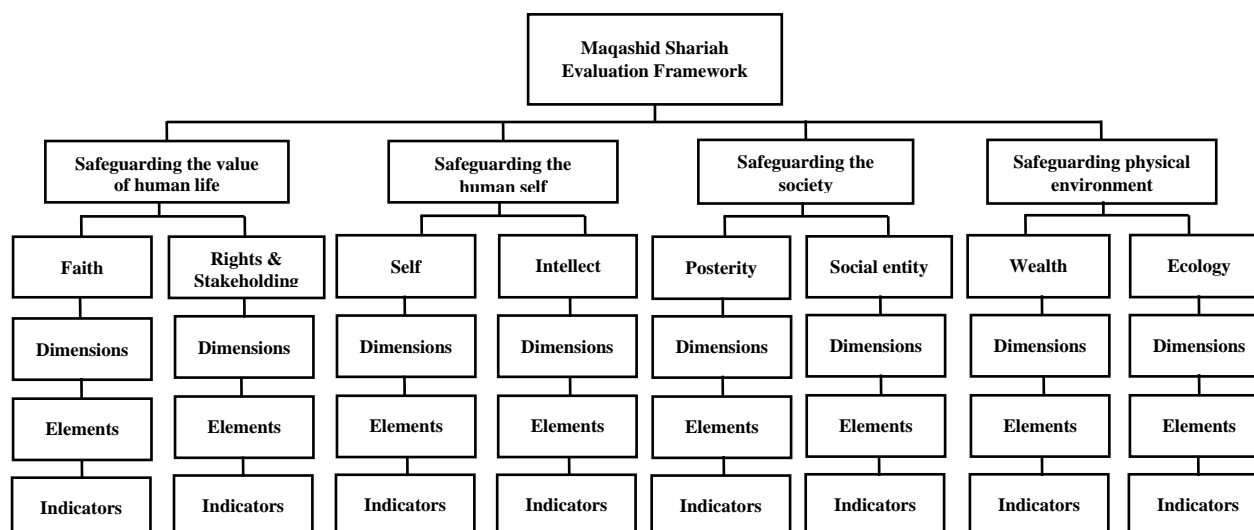 Maqashid Shariah
Evaluation Framework
Safeguarding the value
of human life
Safeguarding the
human self
Safeguarding the
society
Safeguarding physical
environment
Faith
Rights &
Stakeholding
Self
Intellect
Posterity
Social entity
Wealth
Ecology
Dimensions
Dimensions
Dimensions
Dimensions
Dimensions
Dimensions
Dimensions
Dimensions
Elements
Elements
Elements
Elements
Elements
Elements
Elements
Elements
Indicators
Indicators
Indicators
Indicators
Indicators
Indicators
Indicators
Indicators